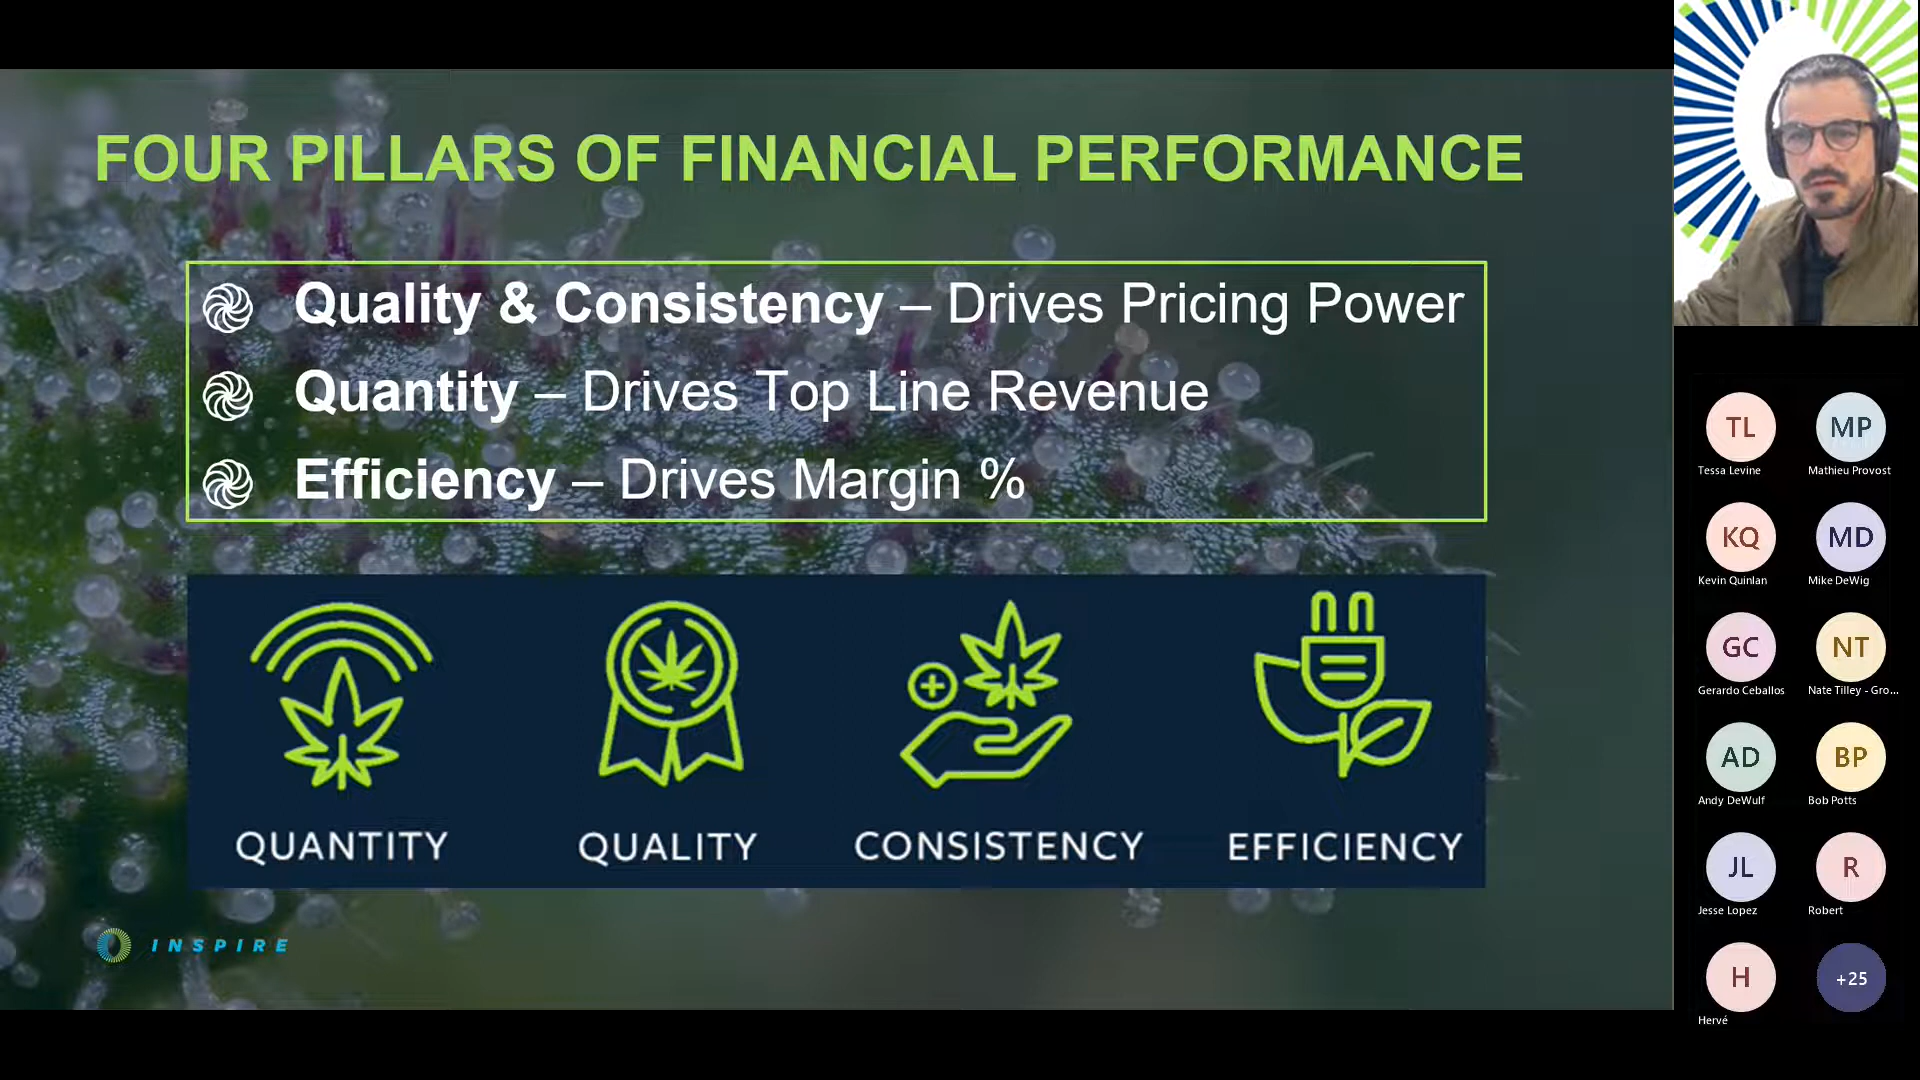 FOUR PILLARS OF FINANCIAL PERFORMANCE
Quality & Consistency – Drives Pricing Power
Quantity – Drives Top Line Revenue
Efficiency – Drives Margin %
QUANTITY
QUALITY
CONSISTENCY
EFFICIENCY
INSPIRE
TL
Tessa Levine
MP
Mathieu Provost
KQ
Kevin Quinlan
MD
Mike DeWig
GC
Gerardo Ceballos
NT
Nate Tilley - Gro...
AD
Andy DeWulf
BP
Bob Potts
JL
Jesse Lopez
R
Robert
H
Hervé
+25